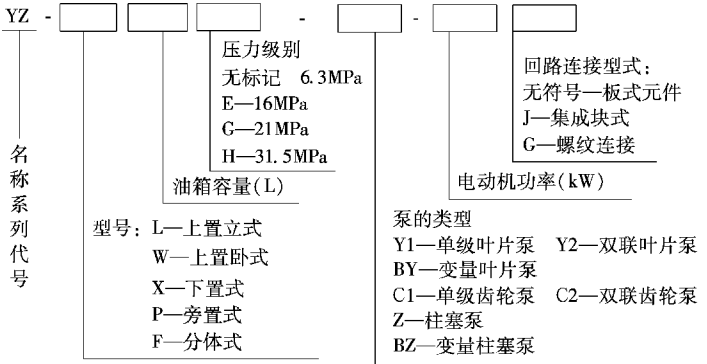 YZ - - -
压力级别
无标记 6.3MPa
E—16MPa
G—21MPa
H—31.5MPa
回路连接型式：
无符号—板式元件
J—集成块式
G—螺纹连接
名称系列代号
油箱容量(L)
电动机功率(kW)
型号：L—上置立式
W—上置卧式
X—下置式
P—旁置式
F—分体式
泵的类型
Y1—单级叶片泵 Y2—双联叶片泵
BY—变量叶片泵
C1—单级齿轮泵 C2—双联齿轮泵
Z—柱塞泵
BZ—变量柱塞泵